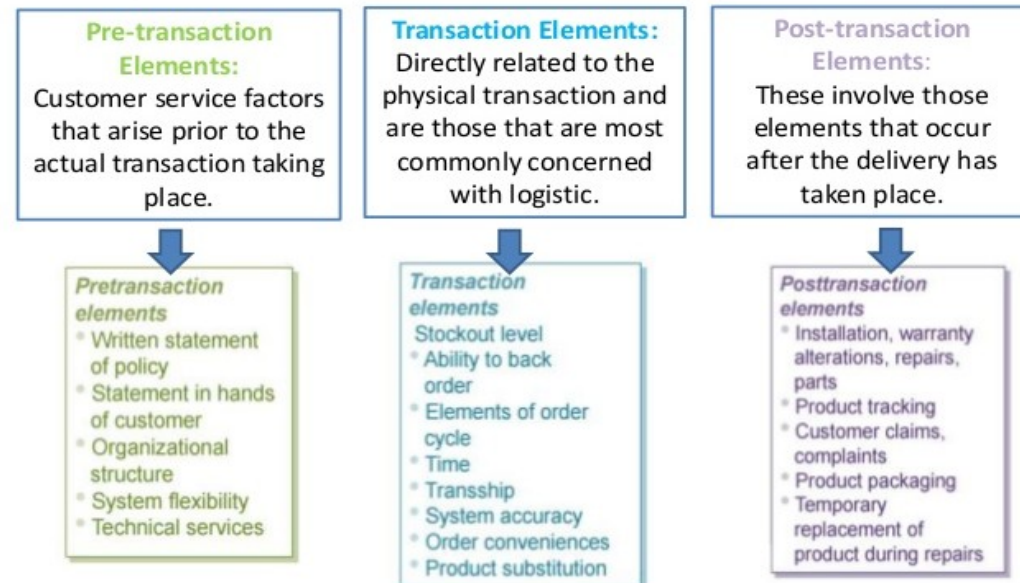 Pre-transaction
Elements:
Customer service factors
that arise prior to the
actual transaction taking
place.
Transaction Elements:
Directly related to the
physical transaction and
are those that are most
commonly concerned
with logistic.
Post-transaction
Elements:
These involve those
elements that occur
after the delivery has
taken place.
Pretransaction
elements
* Written statement
of policy
* Statement in hands
of customer
* Organizational
structure
* System flexibility
* Technical services
Transaction
elements
Stockout level
* Ability to back
order
* Elements of order
cycle
* Time
* Transship
* System accuracy
* Order conveniences
* Product substitution
Posttransaction
elements
* Installation, warranty
alterations, repairs,
parts
* Product tracking
* Customer claims,
complaints
* Product packaging
* Temporary
replacement of
product during repairs